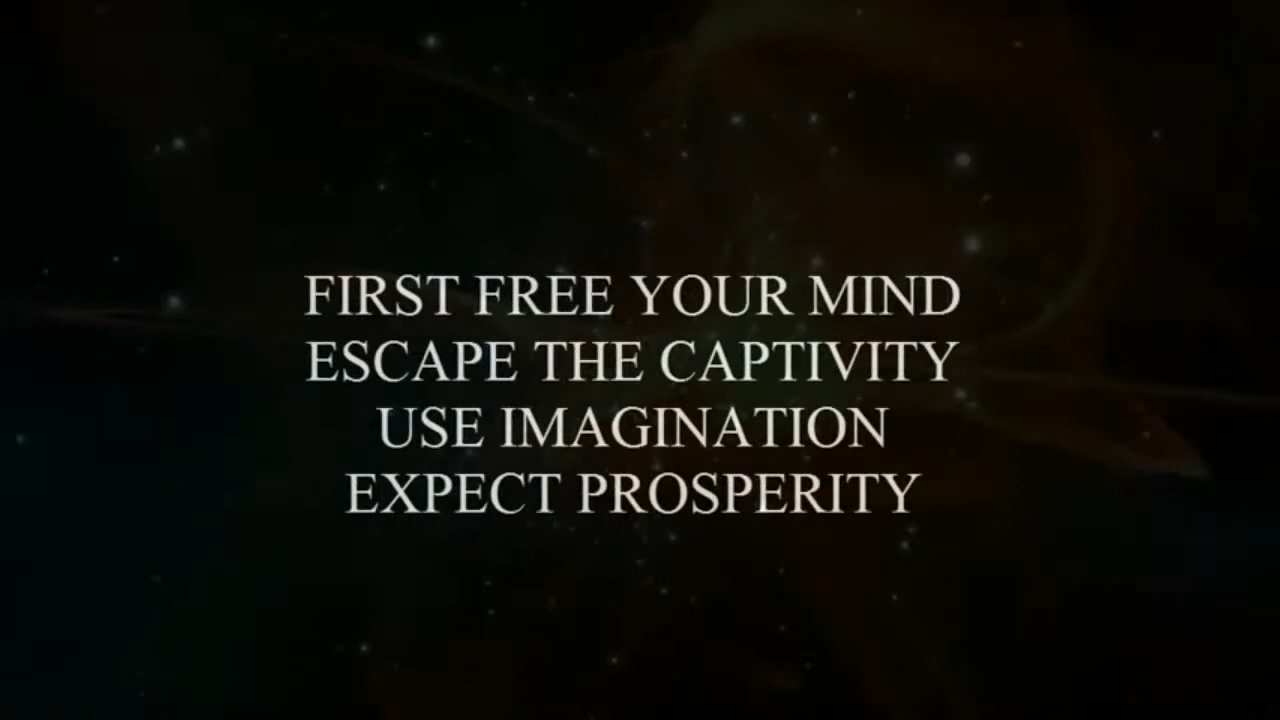 FIRST FREE YOUR MIND
ESCAPE THE CAPTIVITY
USE IMAGINATION
EXPECT PROSPERITY